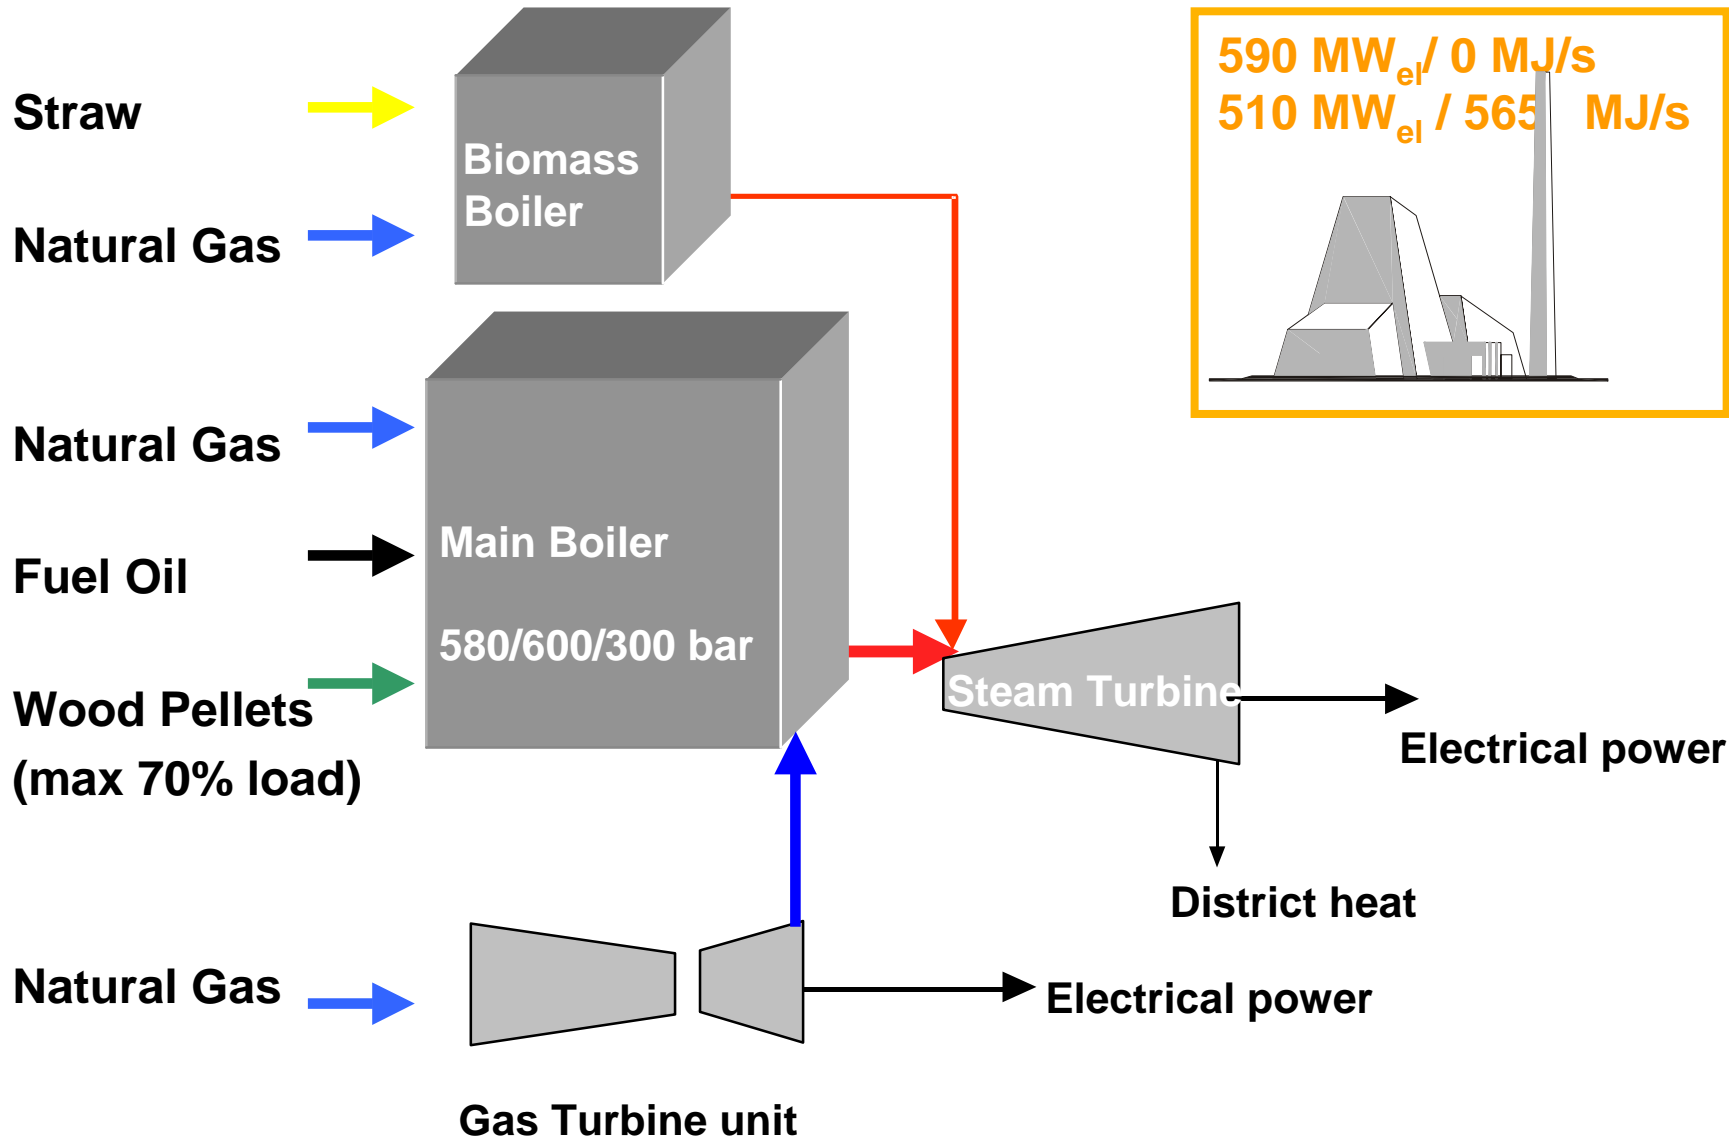 590 MWel/ 0 MJ/s
510 MWel / 565 MJ/s
Straw
Biomass
Boiler
Natural Gas
Natural Gas
Main Boiler
Fuel Oil
580/600/300 bar
Wood Pellets
(max 70% load)
Steam Turbine
Electrical power
District heat
Natural Gas
Electrical power
Gas Turbine unit